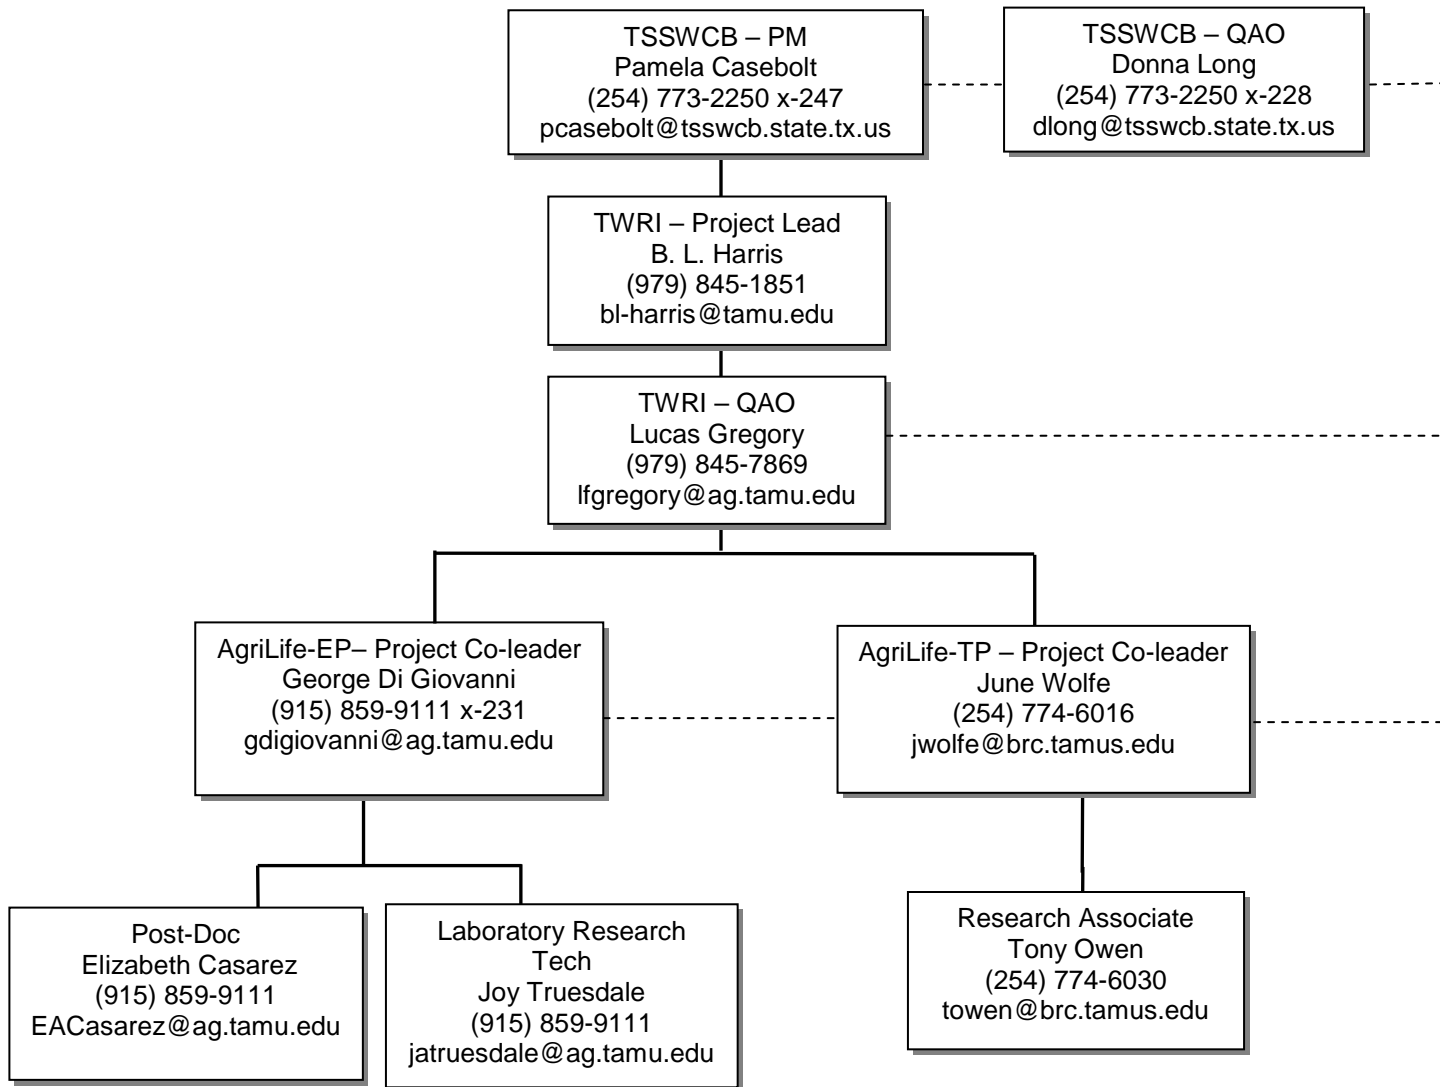 TSSWCB – PM
Pamela Casebolt
(254) 773-2250 x-247
pcasebolt@tsswcb.state.tx.us
TSSWCB – QAO
Donna Long
(254) 773-2250 x-228
dlong@tsswcb.state.tx.us
TWRI – Project Lead
B. L. Harris
(979) 845-1851
bl-harris@tamu.edu
TWRI – QAO
Lucas Gregory
(979) 845-7869
lfgregory@ag.tamu.edu
AgriLife-EP– Project Co-leader
George Di Giovanni
(915) 859-9111 x-231
gdigiovanni@ag.tamu.edu
AgriLife-TP – Project Co-leader
June Wolfe
(254) 774-6016
jwolfe@brc.tamus.edu
Post-Doc
Elizabeth Casarez
(915) 859-9111
EACasarez@ag.tamu.edu
Laboratory Research
Tech
Joy Truesdale
(915) 859-9111
jatruesdale@ag.tamu.edu
Research Associate
Tony Owen
(254) 774-6030
towen@brc.tamus.edu